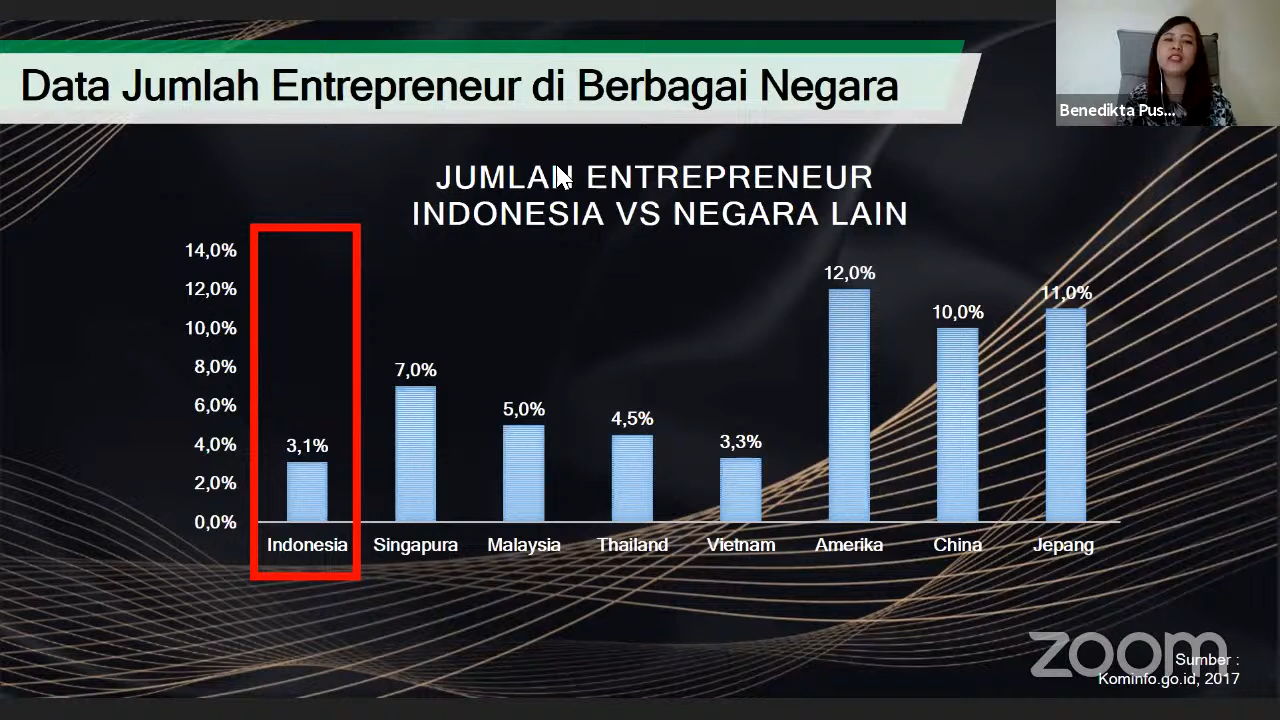 Data Jumlah Entrepreneur di Berbagai Negara
Benedikta Pus...
JUMLAH ENTREPRENEUR
INDONESIA VS NEGARA LAIN
14,0%
12,0%
10,0%
8,0%
6,0%
4,0%
2,0%
0,0%
3,1%
7,0%
5,0%
4,5%
3,3%
12,0%
10,0%
11,0%
Indonesia
Singapura
Malaysia
Thailand
Vietnam
Amerika
China
Jepang
zoom
Sumber :
Kominfo.go.id, 2017